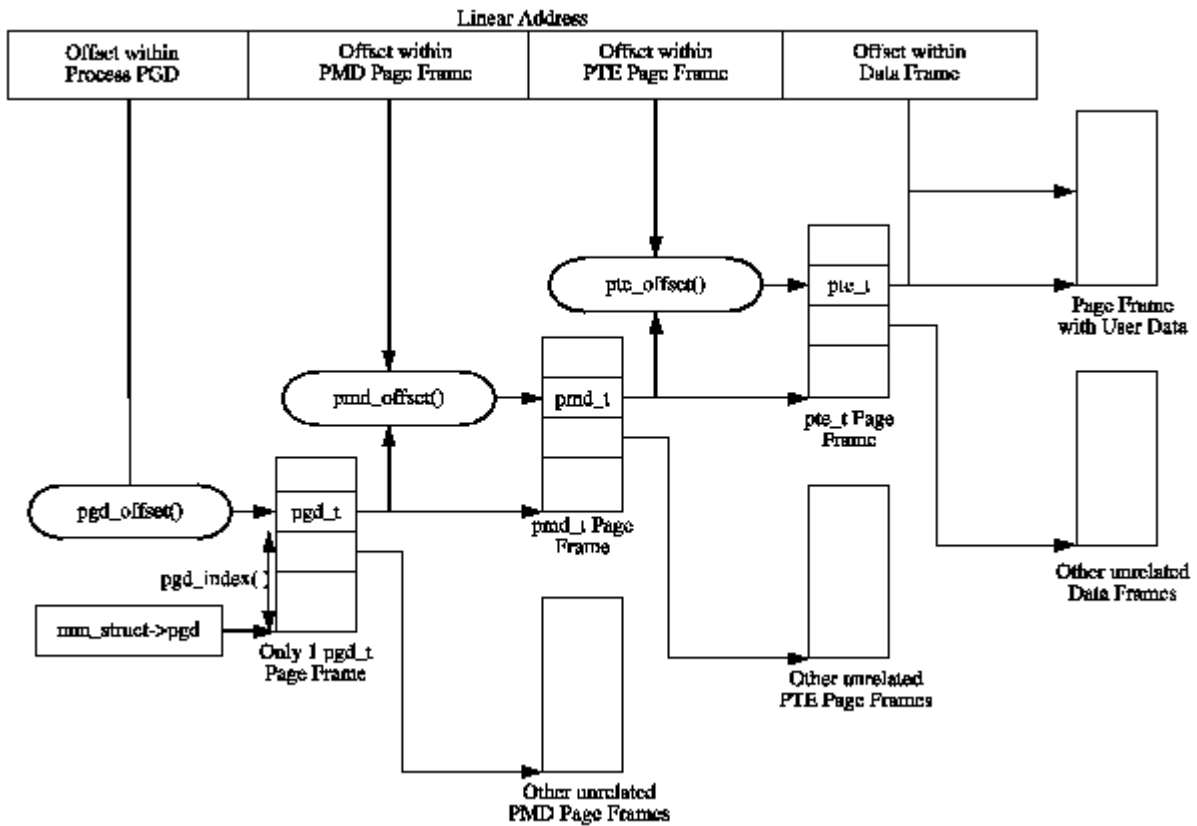 Linear Address
Offset within
Process PGD
Offset within
PMD Page Frame
Offset within
PTE Page Frame
Offset within
Data Frame
pte_offset()
pte_t
Page Frame
with User Data
pmd_offset()
pmd_t
pte_t Page
Frame
pgd_offset()
pgd_t
pmd_t Page
Frame
pgd_index( )
Other unrelated
Data Frames
mm_struct->pgd
Only 1 pgd_t
Page Frame
Other unrelated
PTE Page Frames
Other unrelated
PMD Page Frames